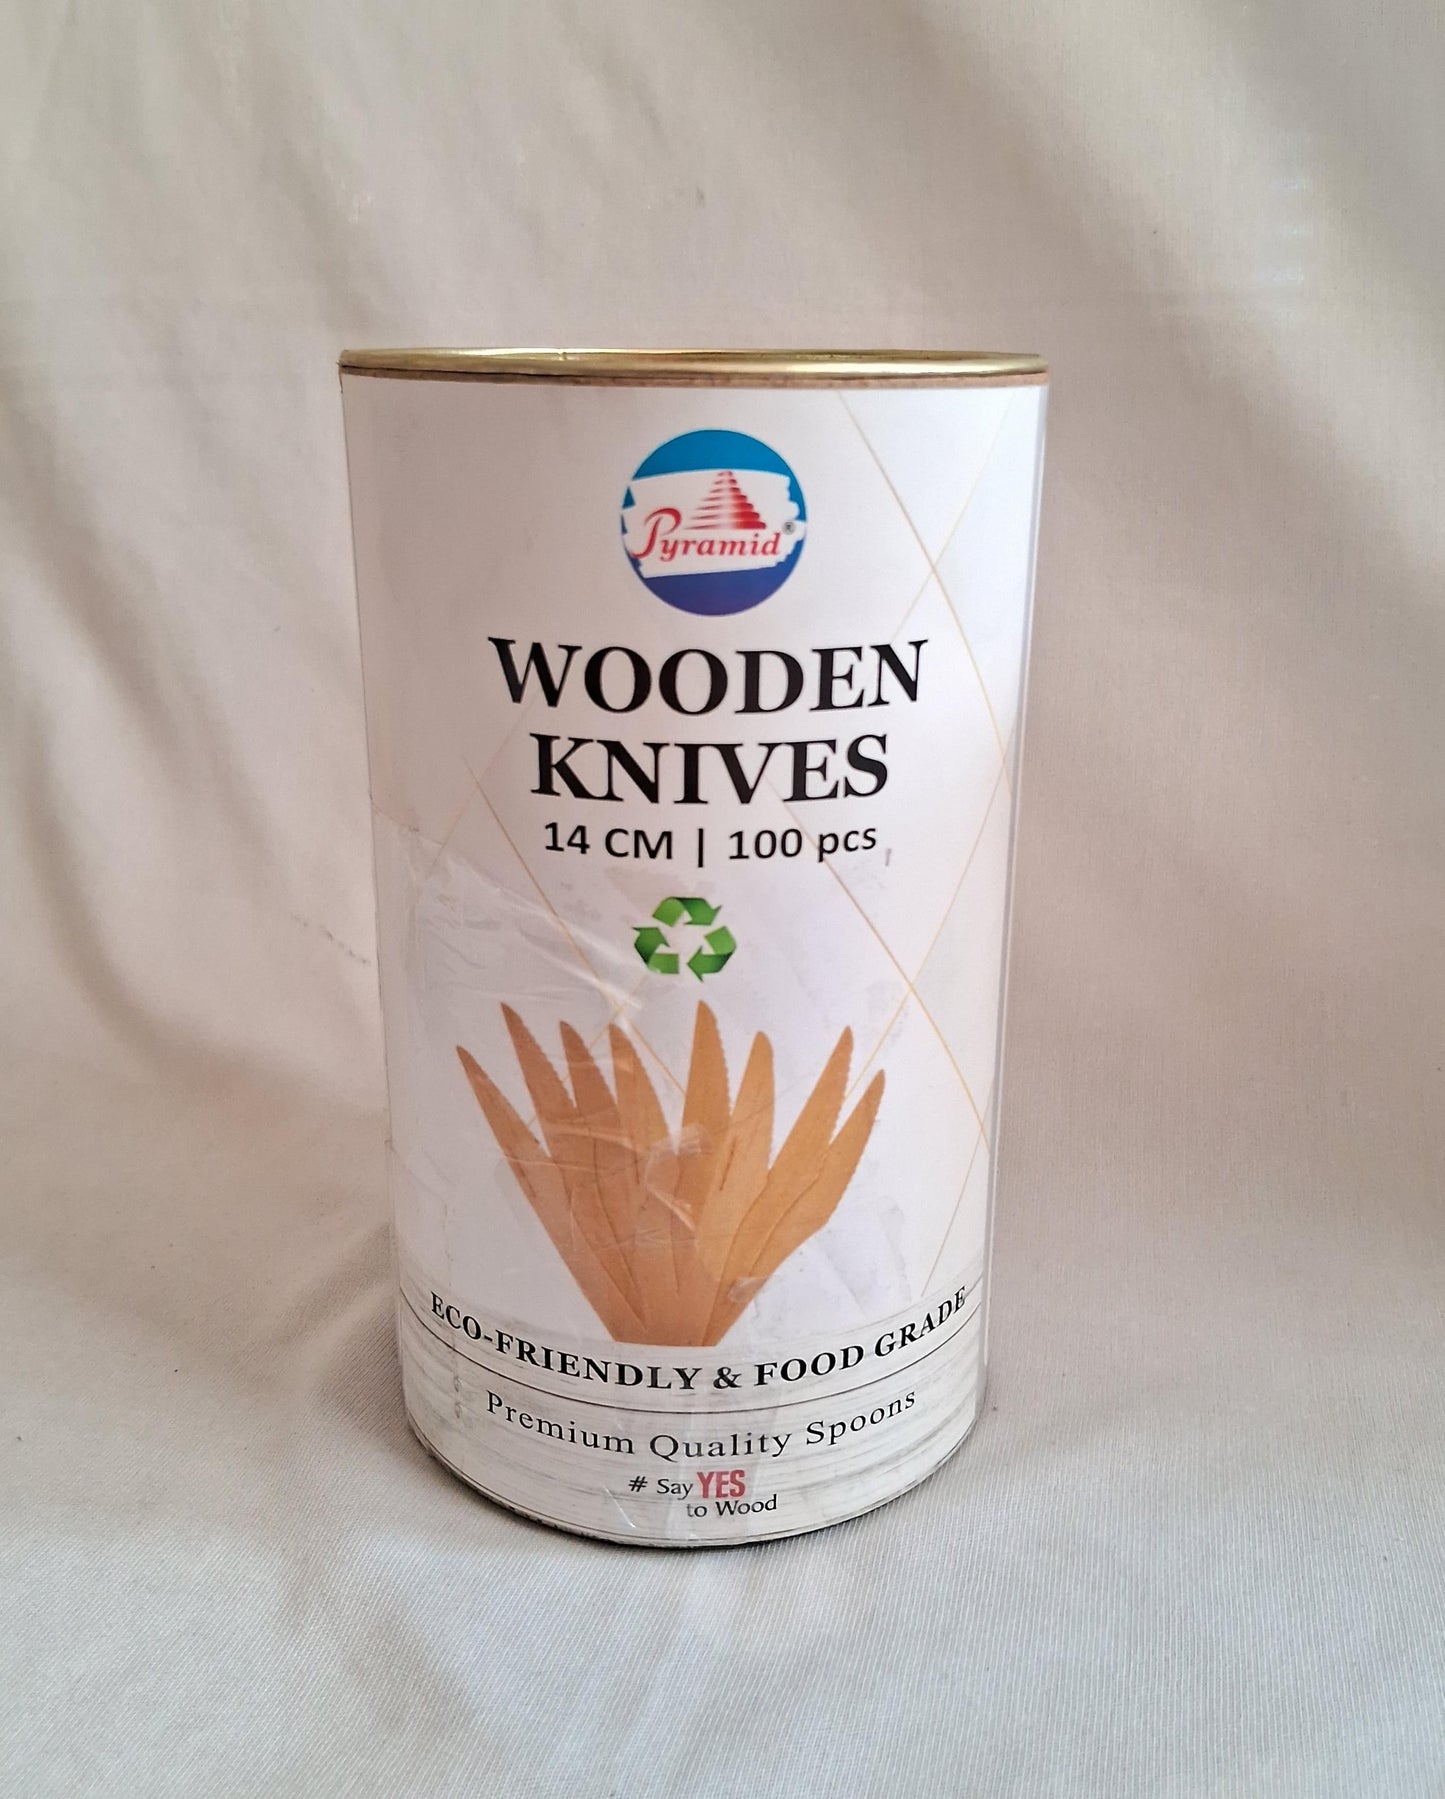 Pyramid®
WOODEN
KNIVES
14 CM | 100 pcs
ECO-FRIENDLY & FOOD GRADE
Premium Quality Spoons
# Say YES
to Wood